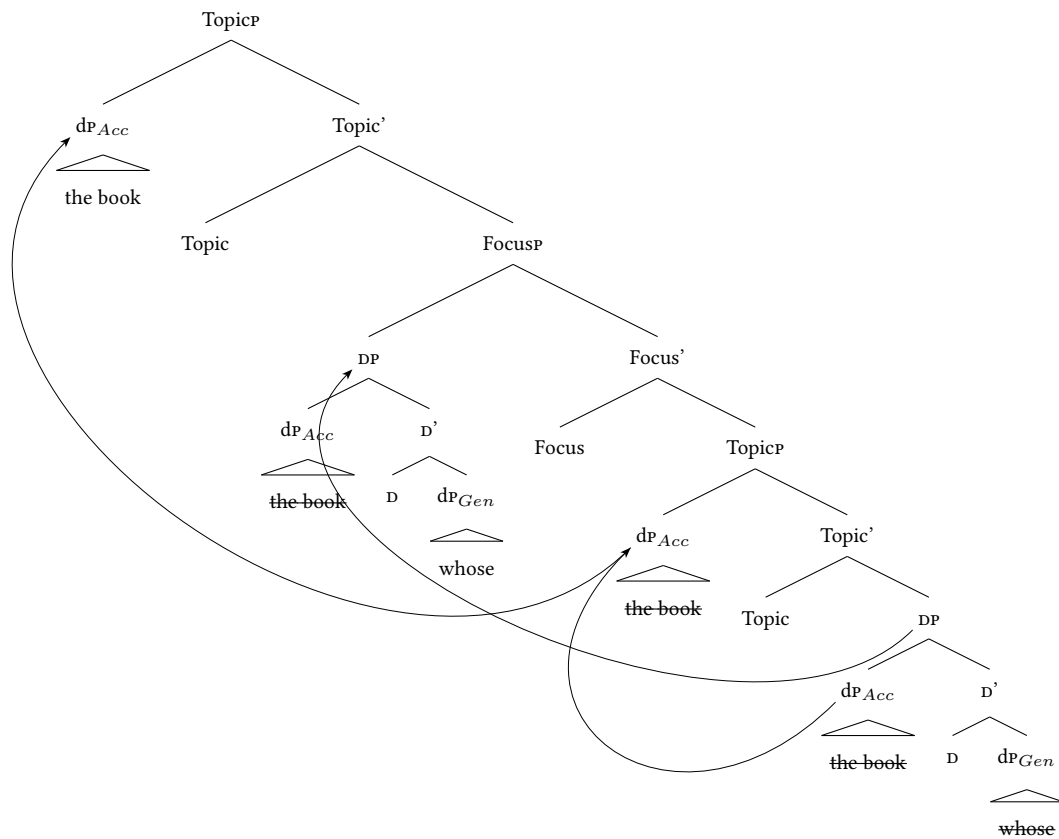 TopicP
dP_Acc Topic’
the book
Topic FocusP
DP Focus’
dP_Acc D’ Focus TopicP
the book D dP_Gen
whose
dP_Acc Topic’
the book Topic DP
dP_Acc D’
the book D dP_Gen
whose